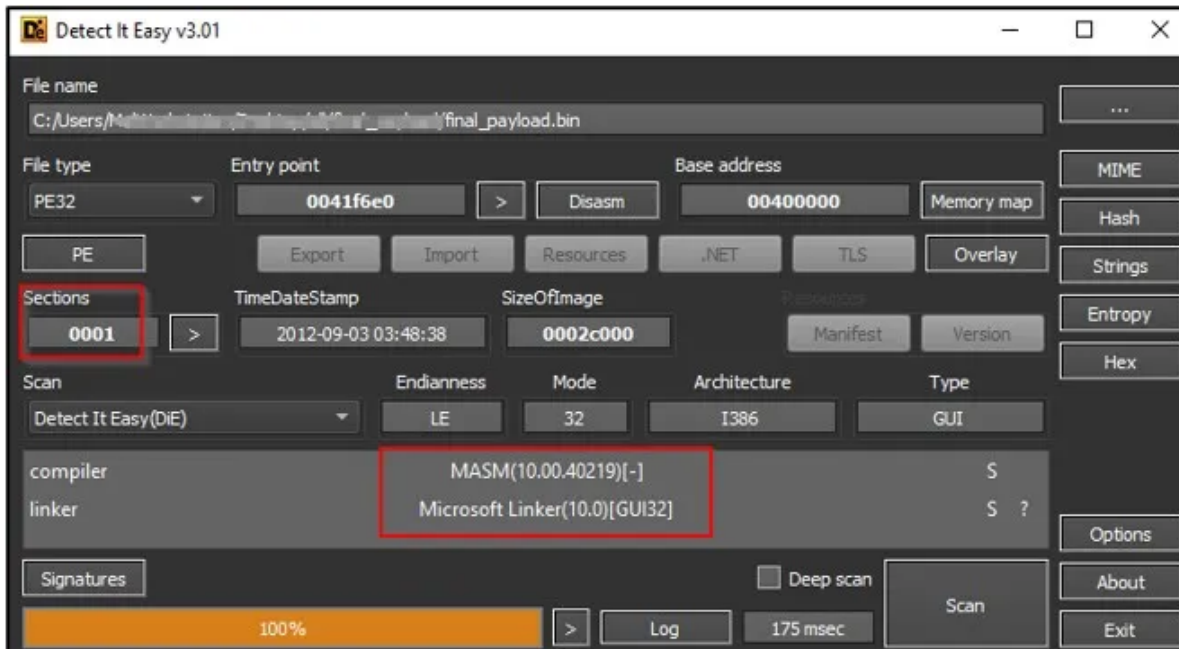 Detect It Easy v3.01
File name
C:/Users/ final_payload.bin
...
File type Entry point Base address
PE32 0041f6e0 > Disasm 00400000 Memory map
MIME
Hash
PE Export Import Resources .NET TLS Overlay
Strings
Sections TimeDateStamp SizeOfImage Resources
0001 > 2012-09-03 03:48:38 0002c000 Manifest Version
Entropy
Hex
Scan Endianness Mode Architecture Type
Detect It Easy(DiE) LE 32 I386 GUI
compiler MASM(10.00.40219)[-] S
linker Microsoft Linker(10.0)[GUI32] S ?
Options
Signatures Deep scan Scan
About
100% > Log 175 msec
Exit